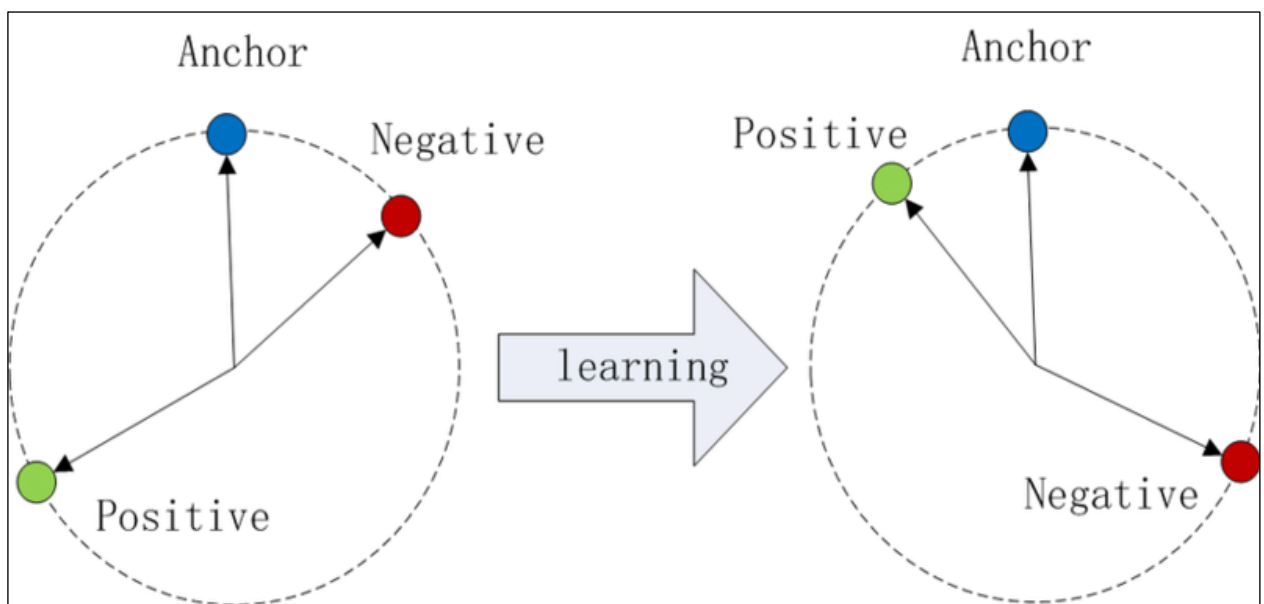 Anchor
Negative
Positive
learning
Anchor
Positive
Negative